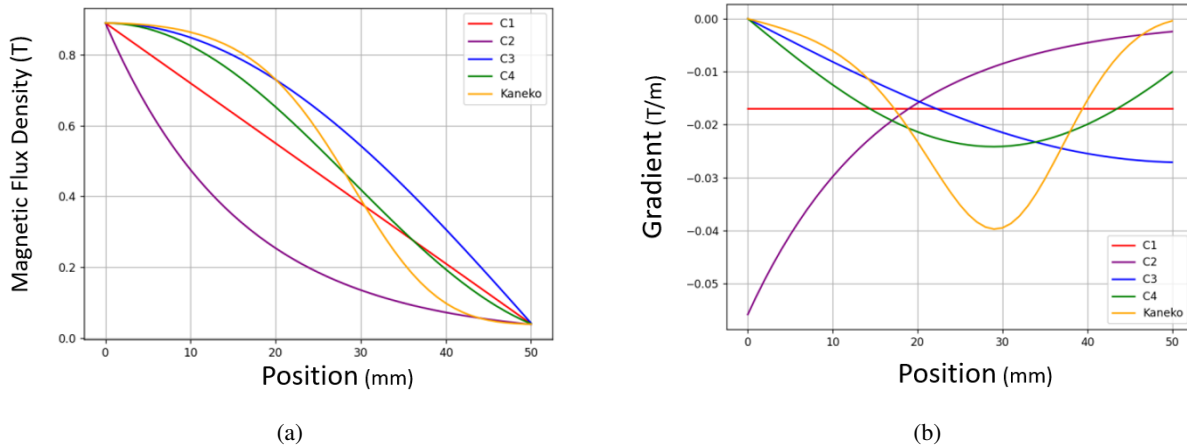 Magnetic Flux Density (T)
0.8
0.6
0.4
0.2
0.0
0 10 20 30 40 50
Position (mm)
C1
C2
C3
C4
Kaneko
(a)
Gradient (T/m)
0.00
−0.01
−0.02
−0.03
−0.04
−0.05
0 10 20 30 40 50
Position (mm)
C1
C2
C3
C4
Kaneko
(b)